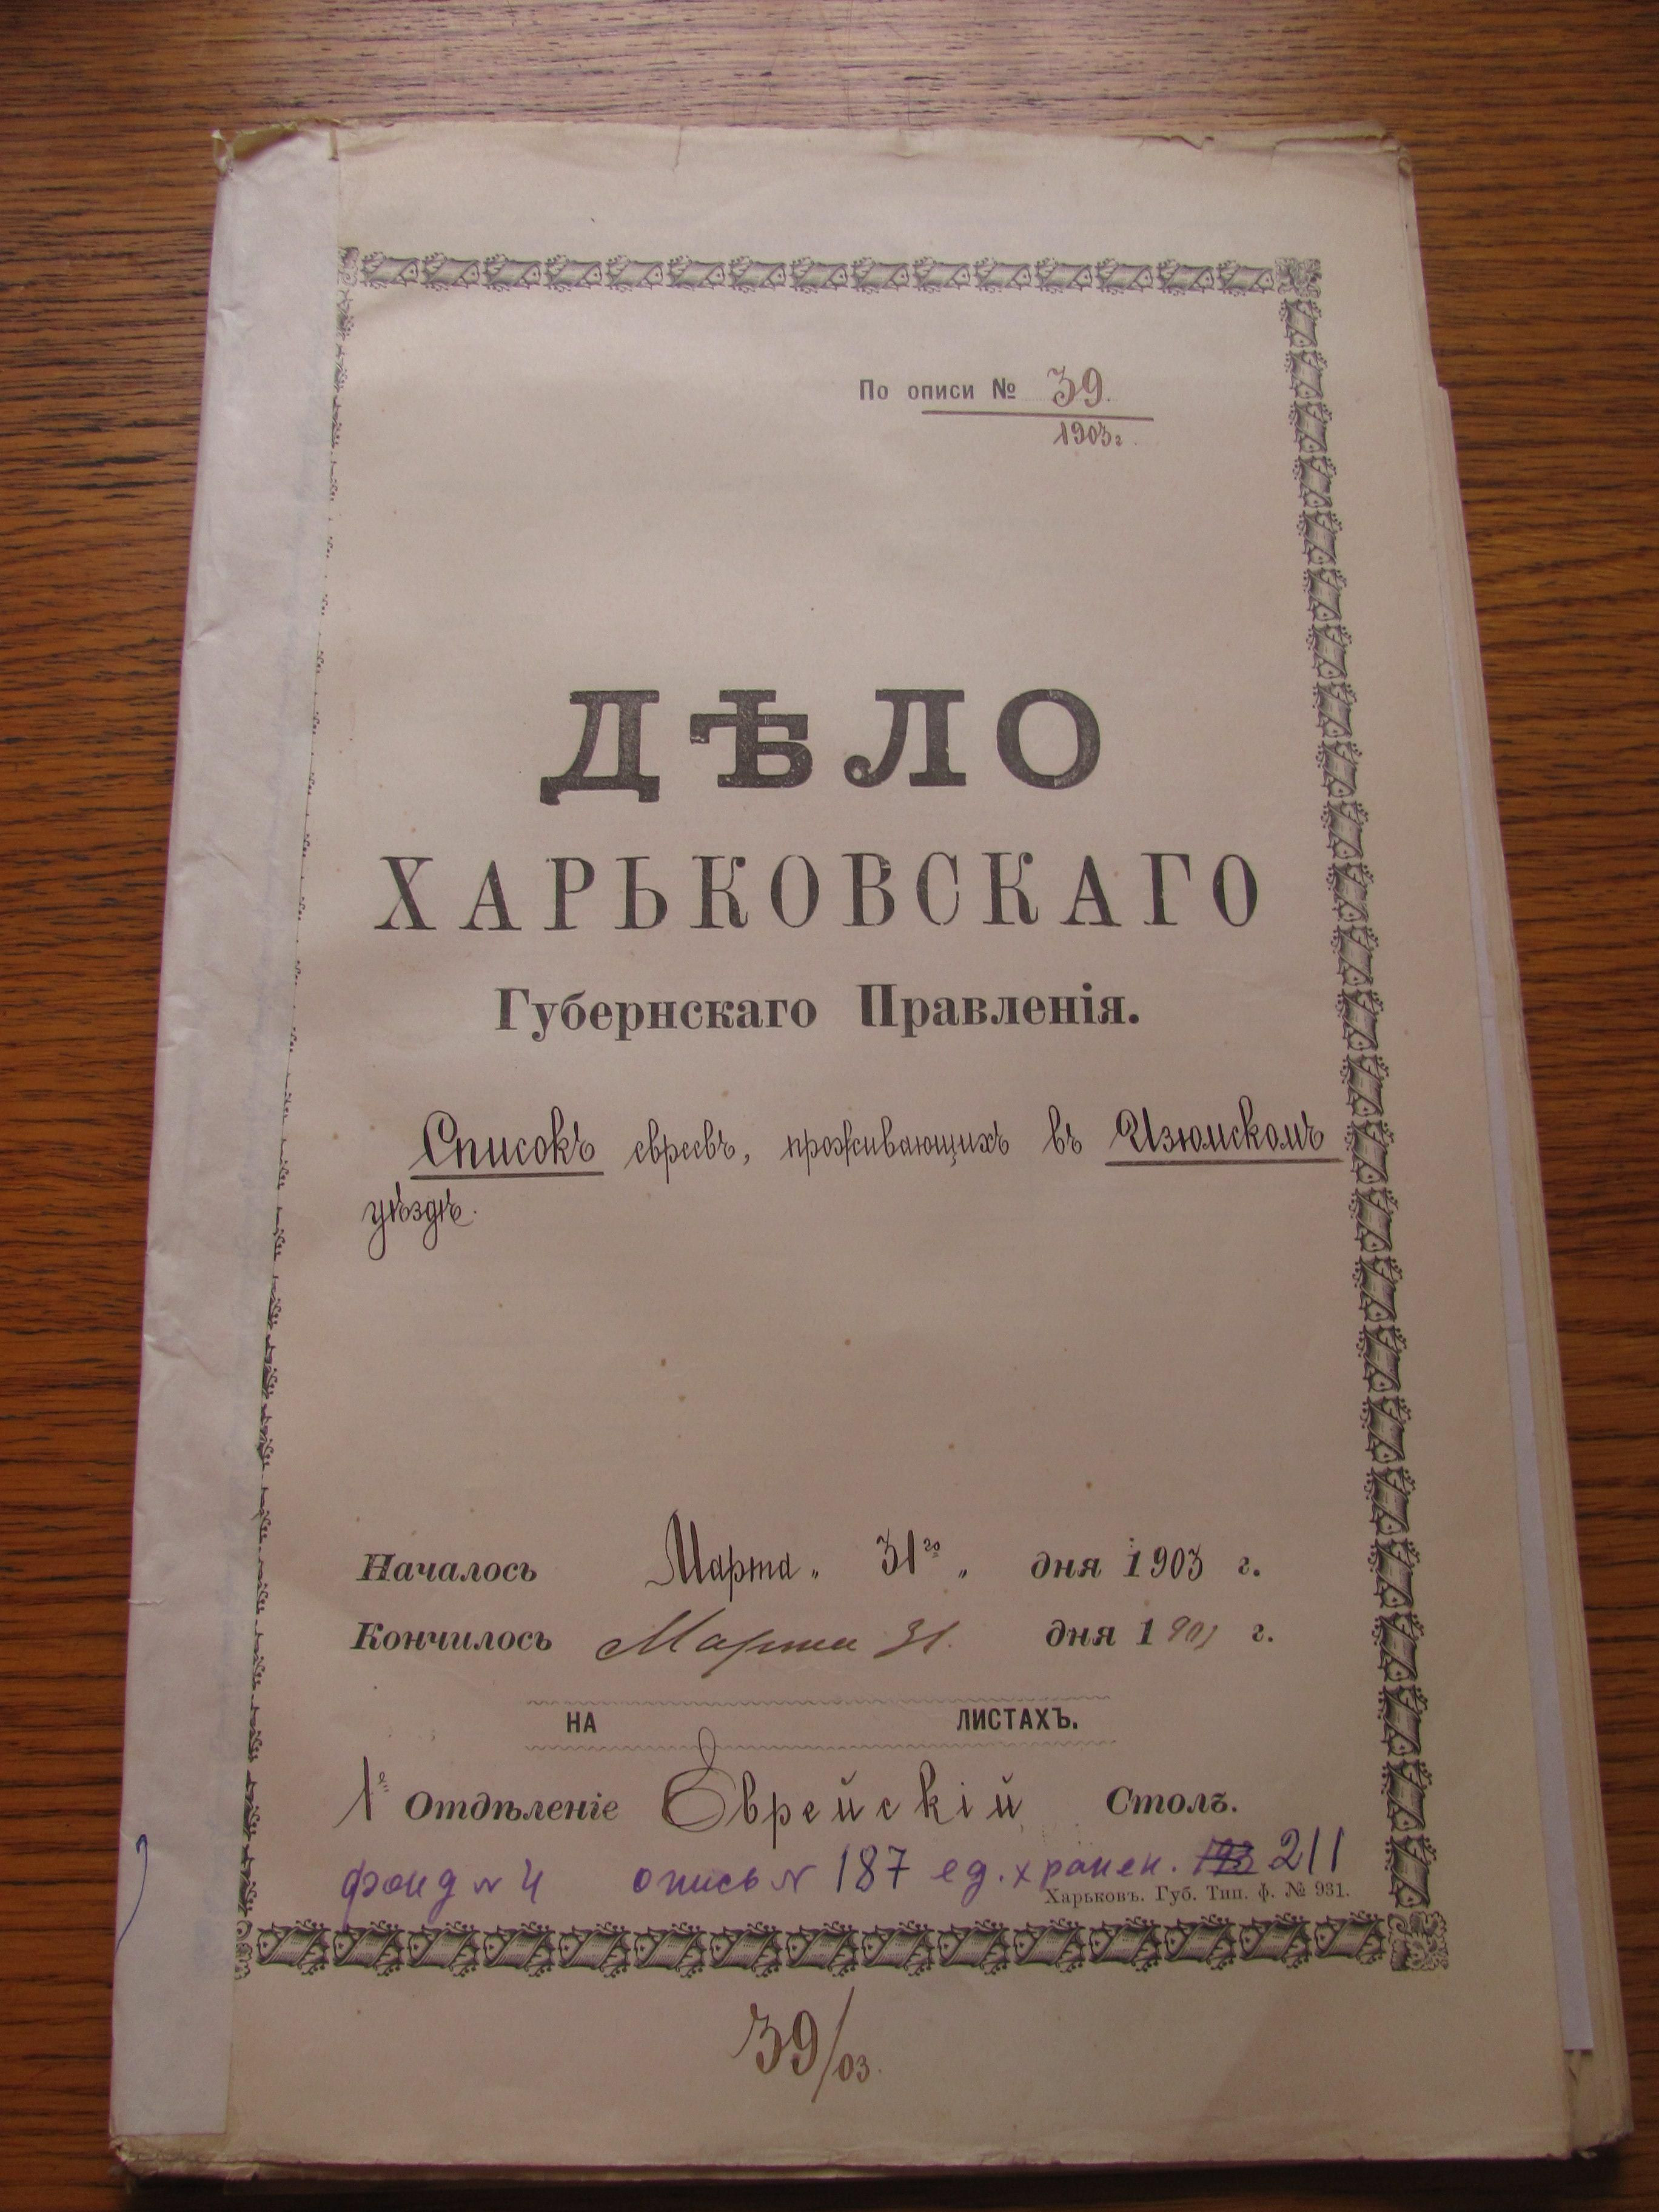 По описи № 39.
1903 г.
ДѢЛО
ХАРЬКОВСКАГО
Губернскаго Правленія.
Списокъ евреевъ, проживающихъ въ Изюмскомъ
уѣздѣ.
Началось Марта „ 31го „ дня 1903 г.
Кончилось Марта 31. дня 190 г.
НА ЛИСТАХЪ.
1е Отдѣленіе Еврейскій Столъ.
фонд № 4 опись № 187 ед. хранен. 211
Харьковъ. Губ. Тип. ф. № 931.
39/03.